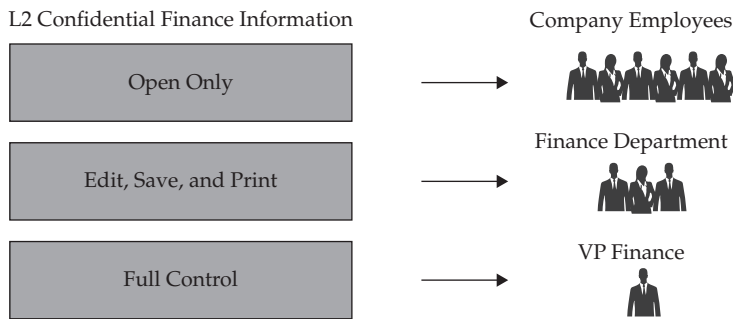 L2 Confidential Finance Information
Company Employees
Open Only
Finance Department
Edit, Save, and Print
VP Finance
Full Control